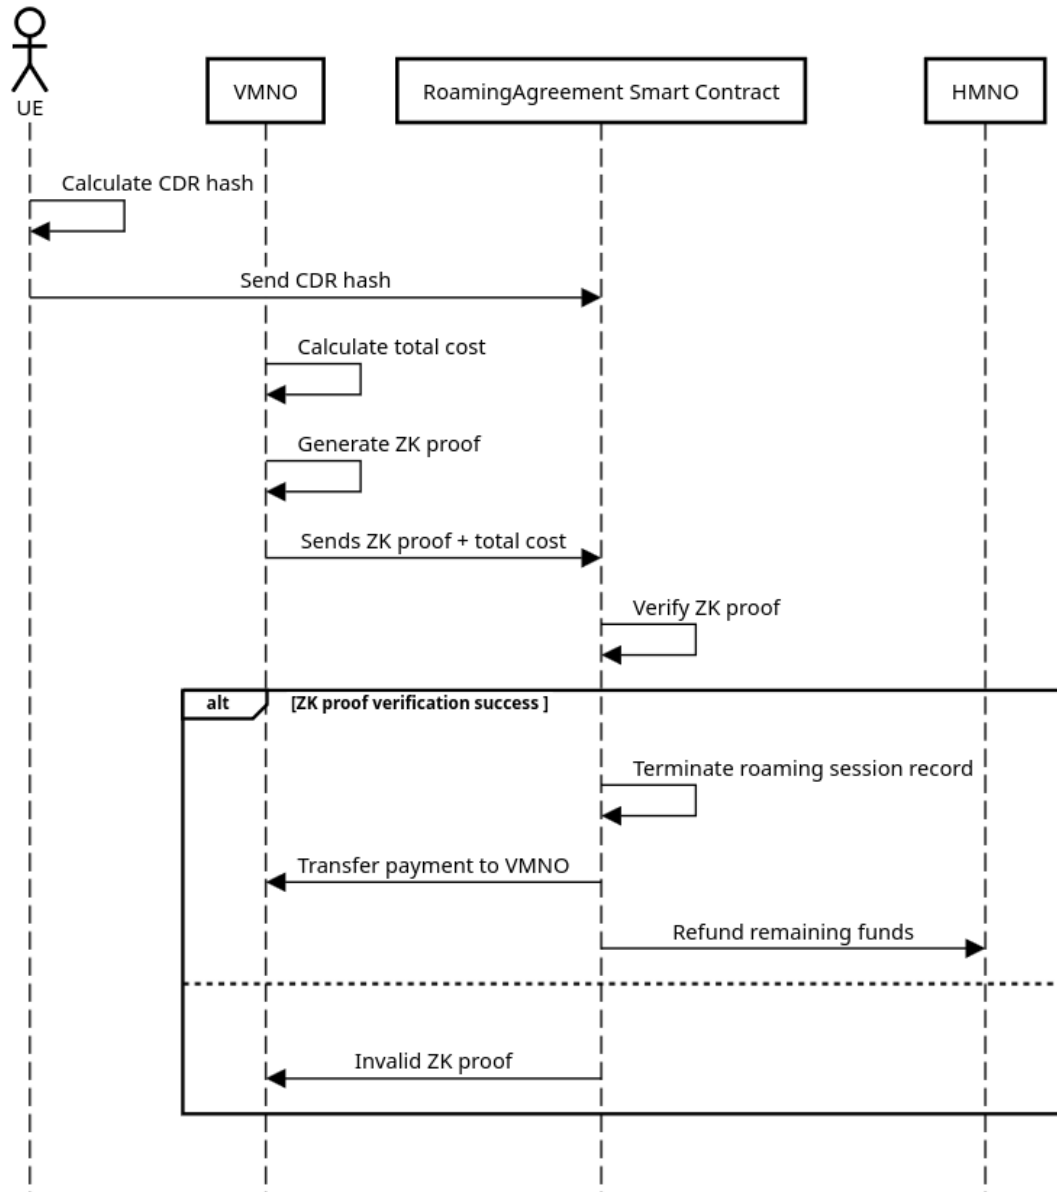 UE
VMNO
RoamingAgreement Smart Contract
HMNO
Calculate CDR hash
Send CDR hash
Calculate total cost
Generate ZK proof
Sends ZK proof + total cost
Verify ZK proof
alt
[ZK proof verification success ]
Terminate roaming session record
Transfer payment to VMNO
Refund remaining funds
Invalid ZK proof